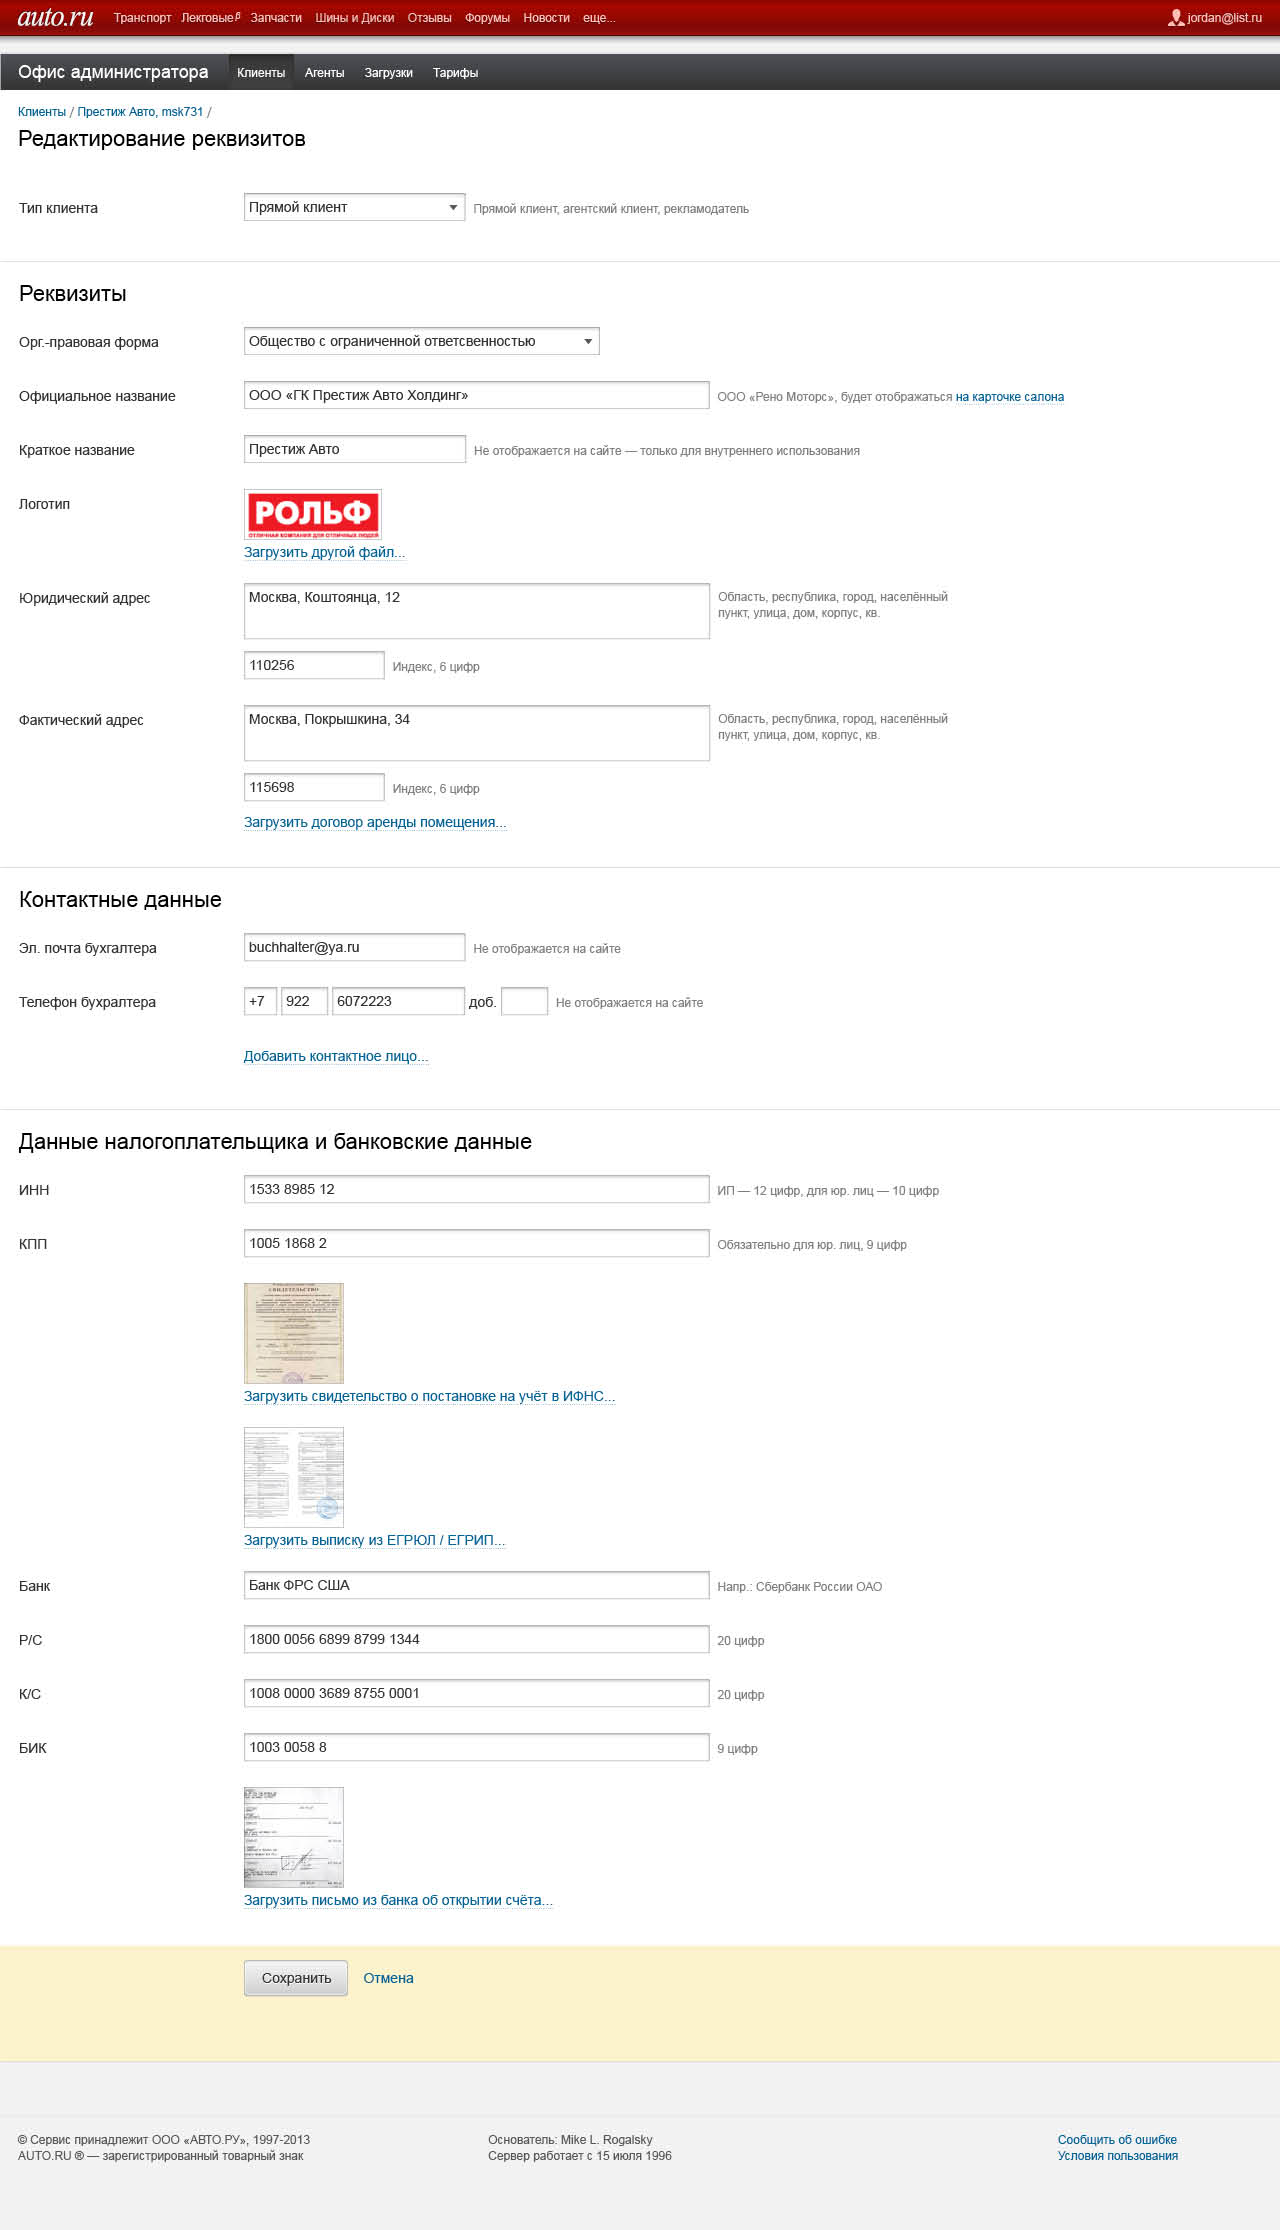 auto.ru Транспорт Лекговые β Запчасти Шины и Диски Отзывы Форумы Новости еще... jordan@list.ru
Офис администратора Клиенты Агенты Загрузки Тарифы
Клиенты / Престиж Авто, msk731 /
Редактирование реквизитов
Тип клиента Прямой клиент Прямой клиент, агентский клиент, рекламодатель
Реквизиты
Орг.-правовая форма Общество с ограниченной ответсвенностью
Официальное название ООО «ГК Престиж Авто Холдинг» ООО «Рено Моторс», будет отображаться на карточке салона
Краткое название Престиж Авто Не отображается на сайте — только для внутреннего использования
Логотип РОЛЬФ
ОТЛИЧНАЯ КОМПАНИЯ ДЛЯ ОТЛИЧНЫХ ЛЮДЕЙ
Загрузить другой файл...
Юридический адрес Москва, Коштоянца, 12 Область, республика, город, населённый
пункт, улица, дом, корпус, кв.
110256 Индекс, 6 цифр
Фактический адрес Москва, Покрышкина, 34 Область, республика, город, населённый
пункт, улица, дом, корпус, кв.
115698 Индекс, 6 цифр
Загрузить договор аренды помещения...
Контактные данные
Эл. почта бухгалтера buchhalter@ya.ru Не отображается на сайте
Телефон бухралтера +7 922 6072223 доб. Не отображается на сайте
Добавить контактное лицо...
Данные налогоплательщика и банковские данные
ИНН 1533 8985 12 ИП — 12 цифр, для юр. лиц — 10 цифр
КПП 1005 1868 2 Обязательно для юр. лиц, 9 цифр
СВИДЕТЕЛЬСТВО
Загрузить свидетельство о постановке на учёт в ИФНС...
Загрузить выписку из ЕГРЮЛ / ЕГРИП...
Банк Банк ФРС США Напр.: Сбербанк России ОАО
Р/С 1800 0056 6899 8799 1344 20 цифр
К/С 1008 0000 3689 8755 0001 20 цифр
БИК 1003 0058 8 9 цифр
Загрузить письмо из банка об открытии счёта...
Сохранить Отмена
© Сервис принадлежит ООО «АВТО.РУ», 1997-2013 Основатель: Mike L. Rogalsky Сообщить об ошибке
AUTO.RU ® — зарегистрированный товарный знак Сервер работает с 15 июля 1996 Условия пользования